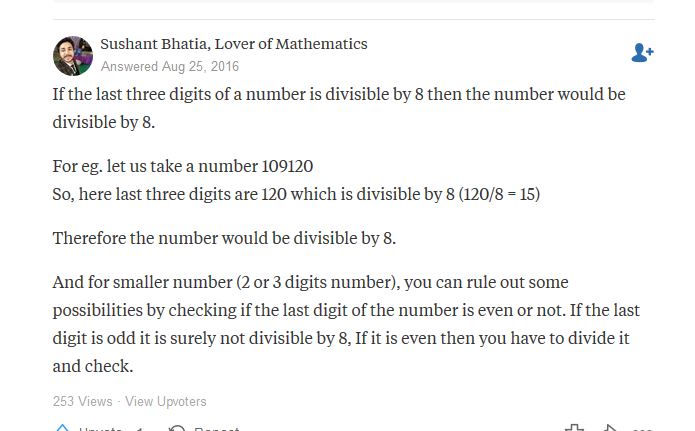 Sushant Bhatia, Lover of Mathematics
Answered Aug 25, 2016
If the last three digits of a number is divisible by 8 then the number would be
divisible by 8.
For eg. let us take a number 109120
So, here last three digits are 120 which is divisible by 8 (120/8 = 15)
Therefore the number would be divisible by 8.
And for smaller number (2 or 3 digits number), you can rule out some
possibilities by checking if the last digit of the number is even or not. If the last
digit is odd it is surely not divisible by 8, If it is even then you have to divide it
and check.
253 Views · View Upvoters